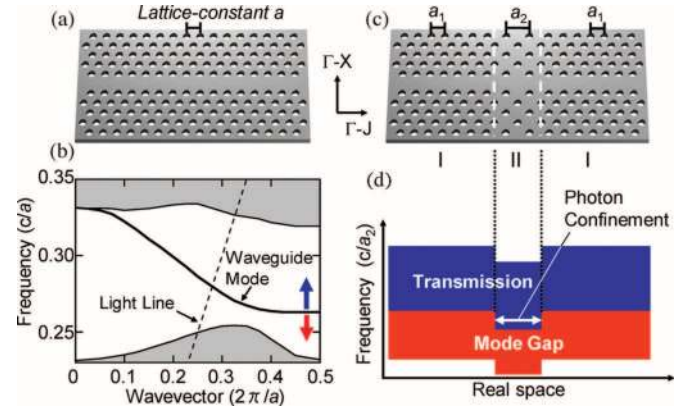 (a)
Lattice-constant a
(c)
a1
a2
a1
Γ-X
Γ-J
I
II
I
(b)
0.35
0.30
0.25
Frequency (c/a)
Waveguide
Mode
Light Line
0
0.1
0.2
0.3
0.4
0.5
Wavevector (2π/a)
(d)
Photon
Confinement
Transmission
Mode Gap
Frequency (c/a2)
Real space